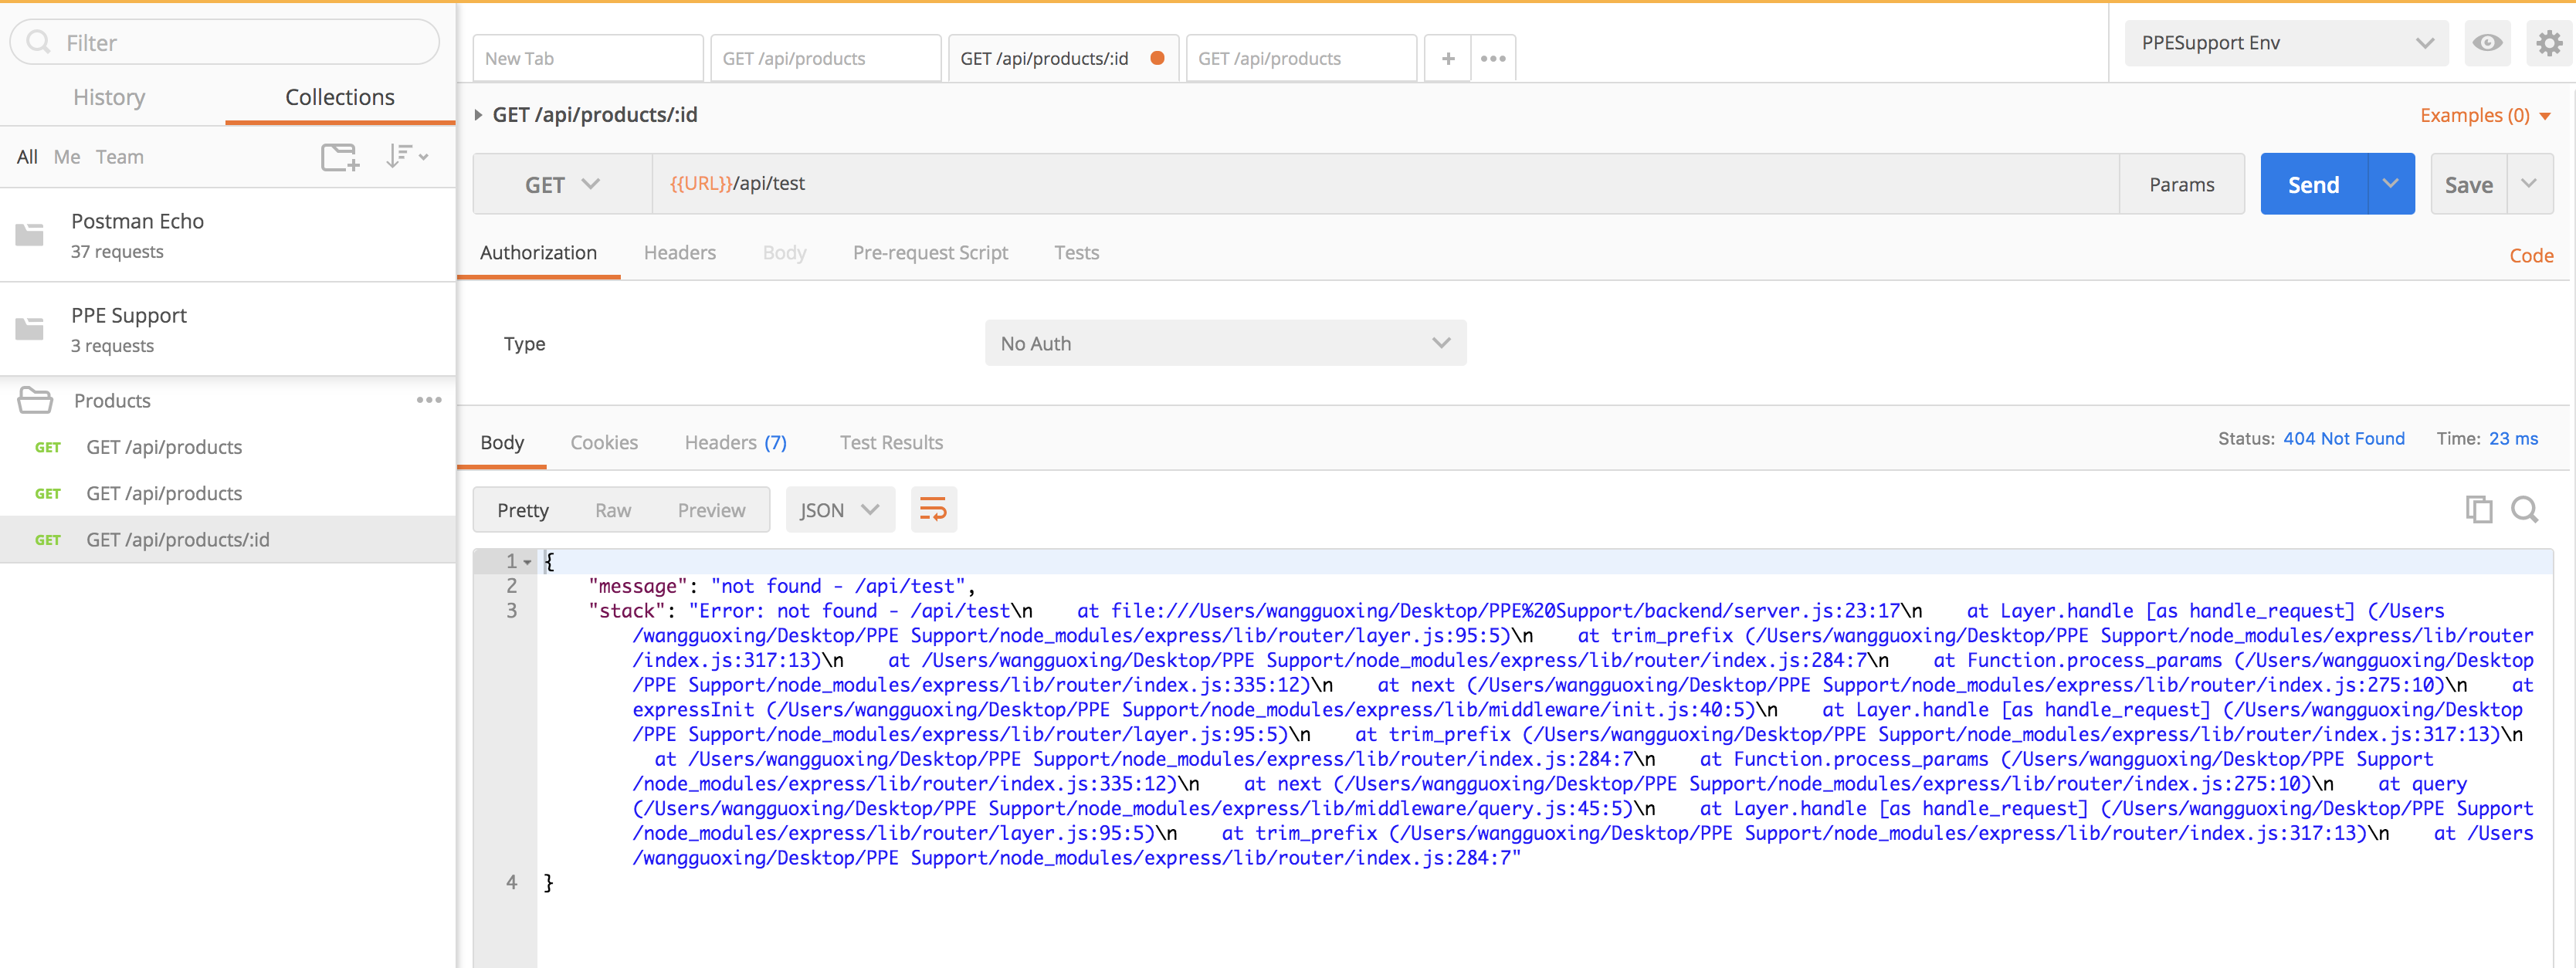 Filter
History
Collections
All
Me
Team
Postman Echo
37 requests
PPE Support
3 requests
Products
GET GET /api/products
GET GET /api/products
GET GET /api/products/:id
New Tab
GET /api/products
GET /api/products/:id
GET /api/products
+
PPESupport Env
GET /api/products/:id
Examples (0)
GET
{{URL}}/api/test
Params
Send
Save
Authorization
Headers
Body
Pre-request Script
Tests
Code
Type
No Auth
Body
Cookies
Headers (7)
Test Results
Status: 404 Not Found
Time: 23 ms
Pretty
Raw
Preview
JSON
1 {
2 "message": "not found - /api/test",
3 "stack": "Error: not found - /api/test\n    at file:///Users/wangguoxing/Desktop/PPE%20Support/backend/server.js:23:17\n    at Layer.handle [as handle_request] (/Users
/wangguoxing/Desktop/PPE Support/node_modules/express/lib/router/layer.js:95:5)\n    at trim_prefix (/Users/wangguoxing/Desktop/PPE Support/node_modules/express/lib/router
/index.js:317:13)\n    at /Users/wangguoxing/Desktop/PPE Support/node_modules/express/lib/router/index.js:284:7\n    at Function.process_params (/Users/wangguoxing/Desktop
/PPE Support/node_modules/express/lib/router/index.js:335:12)\n    at next (/Users/wangguoxing/Desktop/PPE Support/node_modules/express/lib/router/index.js:275:10)\n    at
expressInit (/Users/wangguoxing/Desktop/PPE Support/node_modules/express/lib/middleware/init.js:40:5)\n    at Layer.handle [as handle_request] (/Users/wangguoxing/Desktop
/PPE Support/node_modules/express/lib/router/layer.js:95:5)\n    at trim_prefix (/Users/wangguoxing/Desktop/PPE Support/node_modules/express/lib/router/index.js:317:13)\n
at /Users/wangguoxing/Desktop/PPE Support/node_modules/express/lib/router/index.js:284:7\n    at Function.process_params (/Users/wangguoxing/Desktop/PPE Support
/node_modules/express/lib/router/index.js:335:12)\n    at next (/Users/wangguoxing/Desktop/PPE Support/node_modules/express/lib/router/index.js:275:10)\n    at query
(/Users/wangguoxing/Desktop/PPE Support/node_modules/express/lib/middleware/query.js:45:5)\n    at Layer.handle [as handle_request] (/Users/wangguoxing/Desktop/PPE Support
/node_modules/express/lib/router/layer.js:95:5)\n    at trim_prefix (/Users/wangguoxing/Desktop/PPE Support/node_modules/express/lib/router/index.js:317:13)\n    at /Users
/wangguoxing/Desktop/PPE Support/node_modules/express/lib/router/index.js:284:7"
4 }